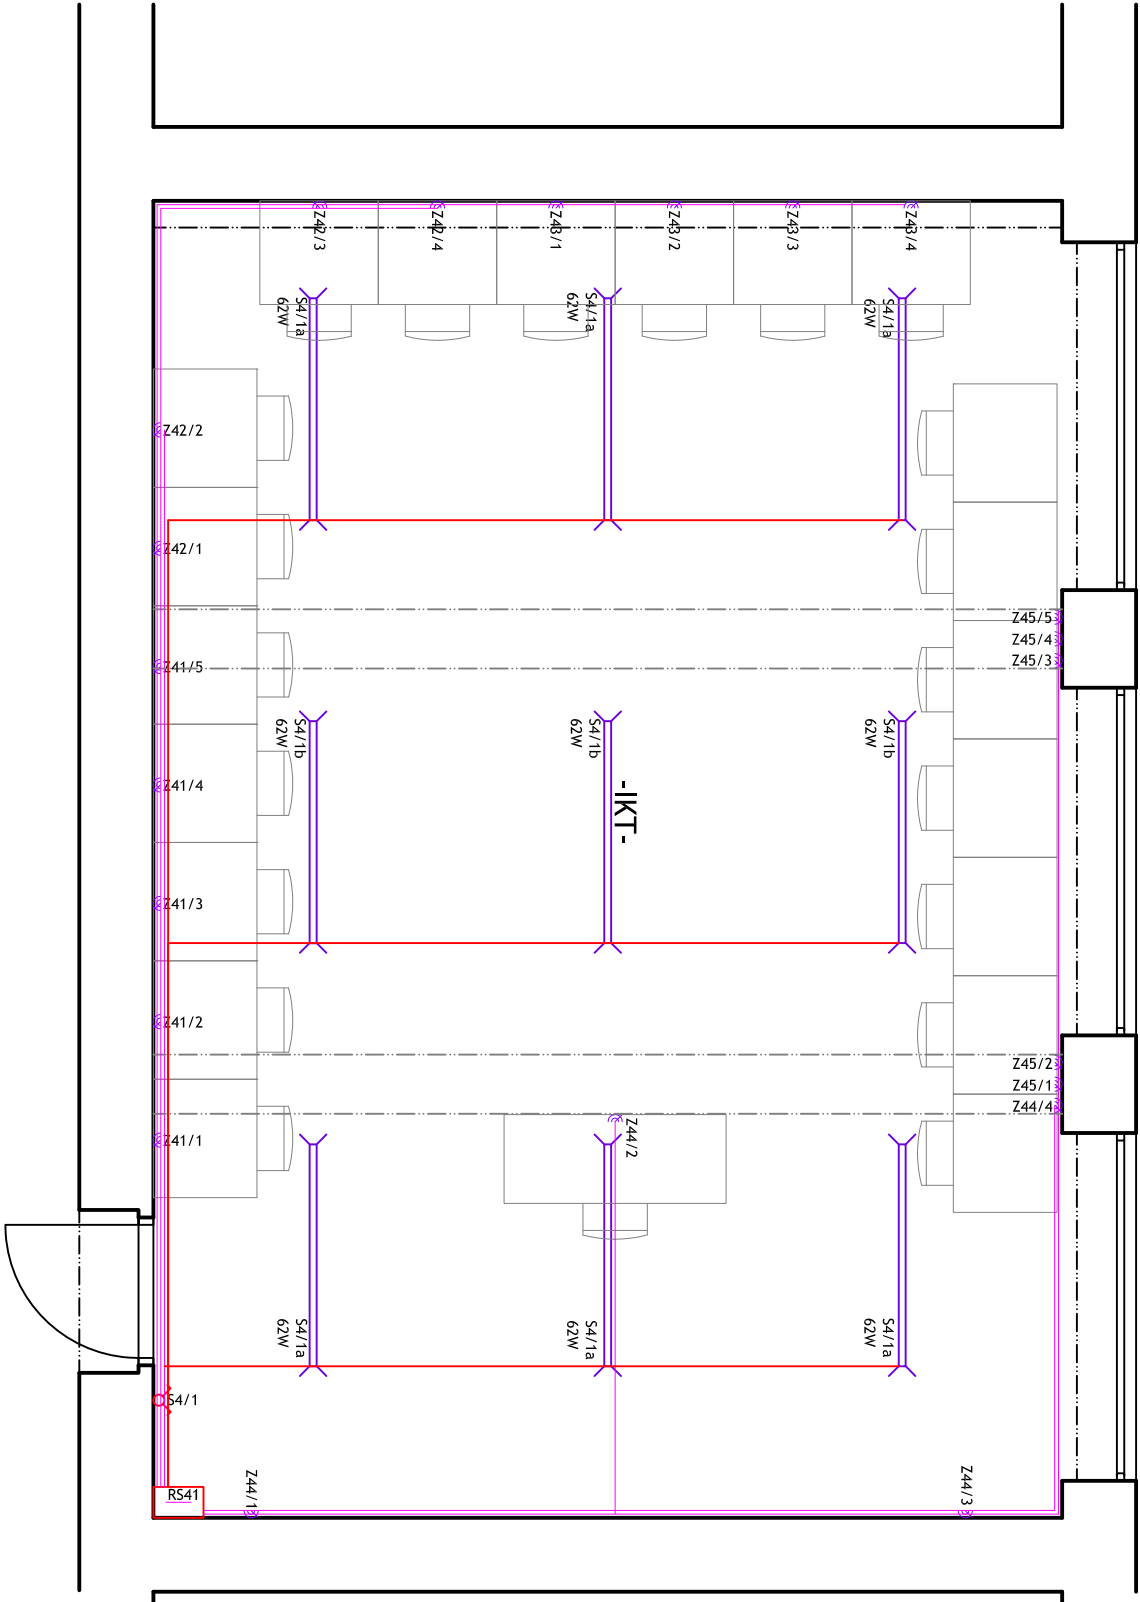 Z42/3
Z42/4
Z43/1
Z43/2
Z43/3
Z43/4
S4/1a
62W
S4/1a
62W
S4/1a
62W
Z42/2
Z42/1
Z45/5
Z45/4
Z45/3
Z41/5
S4/1b
62W
S4/1b
62W
S4/1b
62W
Z41/4
-IKT-
Z41/3
Z41/2
Z45/2
Z45/1
Z44/4
Z41/1
Z44/2
S4/1a
62W
S4/1a
62W
S4/1a
62W
S4/1
Z44/1
Z44/3
RS41